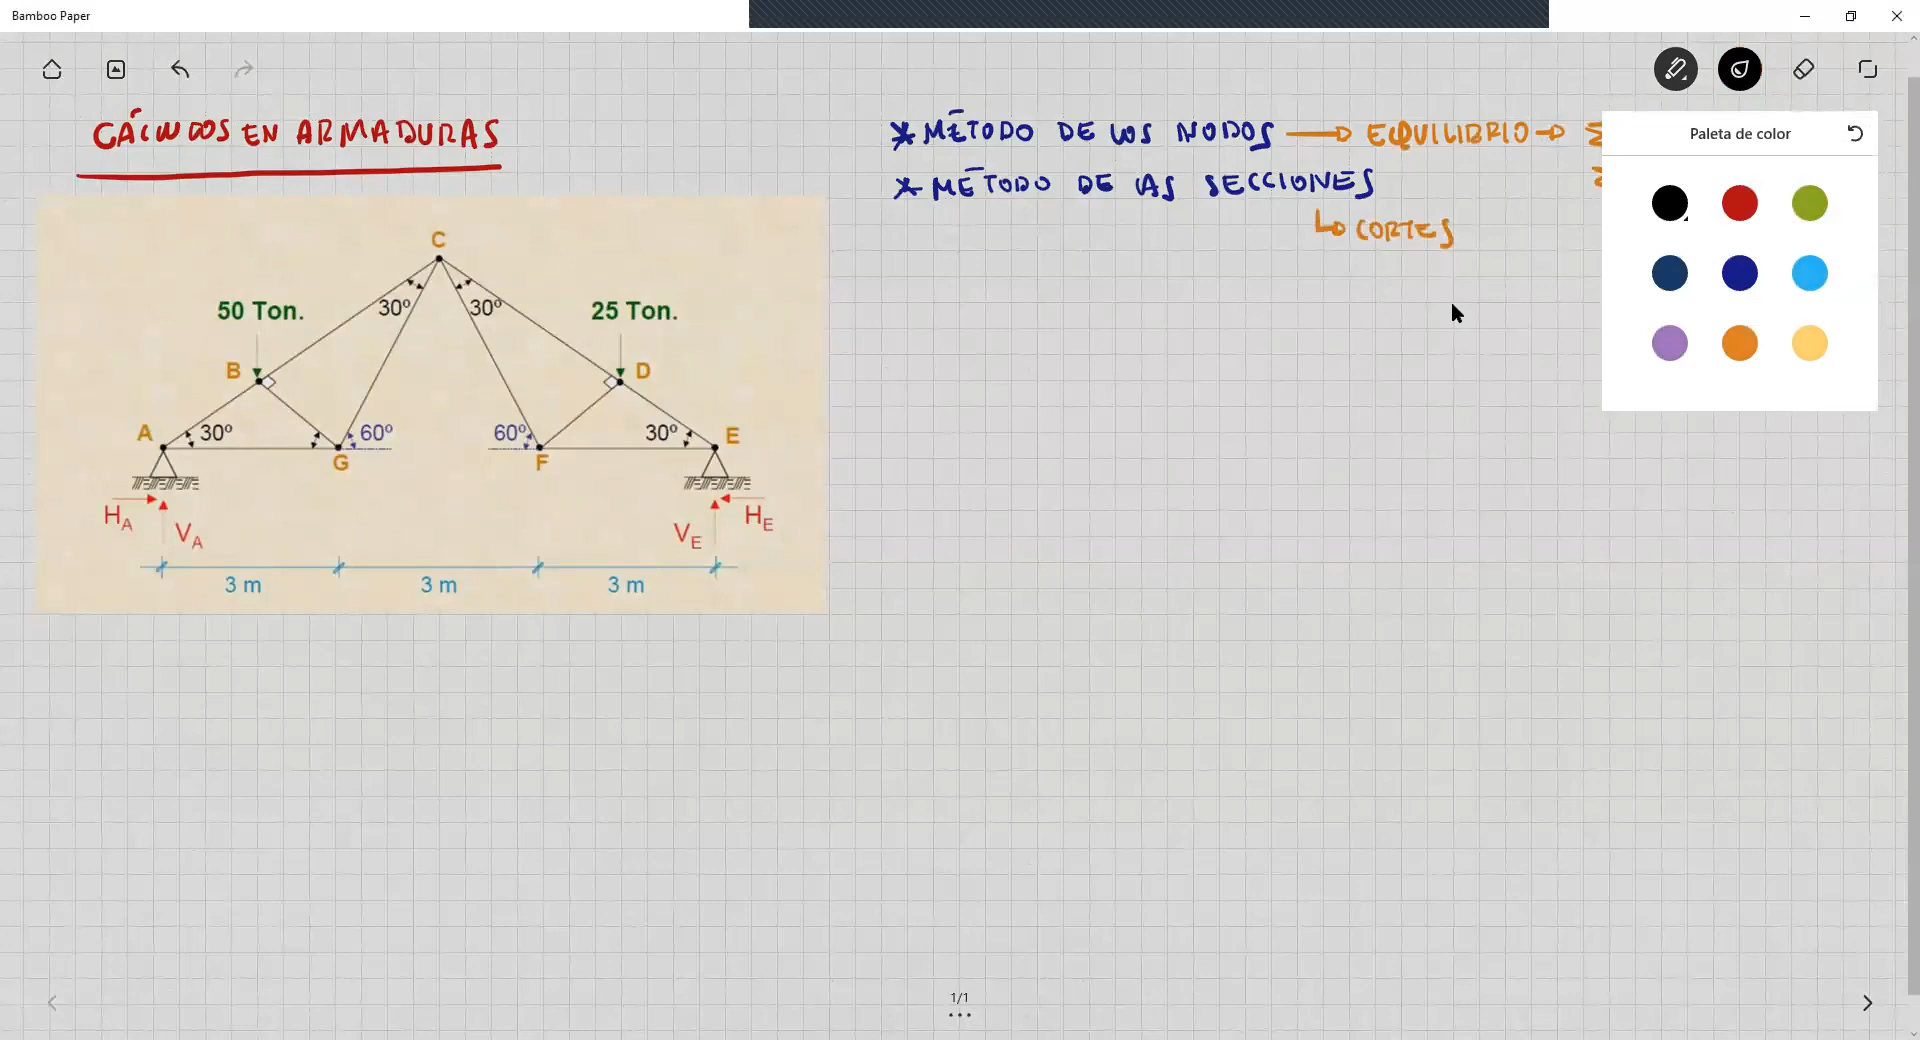 Bamboo Paper
CÁLCULOS EN ARMADURAS
* MÉTODO DE LOS NODOS → EQUILIBRIO →
* MÉTODO DE LAS SECCIONES
↳ CORTES
Paleta de color
C
30º 30º
50 Ton. 25 Ton.
B D
A 30º 60º 60º 30º E
G F
HA VA VE HE
3 m 3 m 3 m
1/1